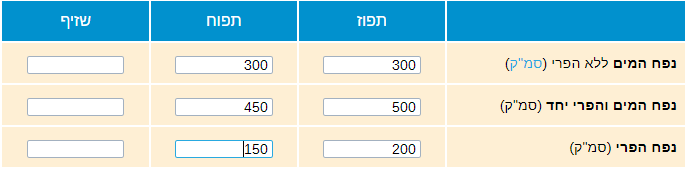 תפוז תפוח שזיף
נפח המים ללא הפרי (סמ"ק) 300 300
נפח המים והפרי יחד (סמ"ק) 500 450
נפח הפרי (סמ"ק) 200 150